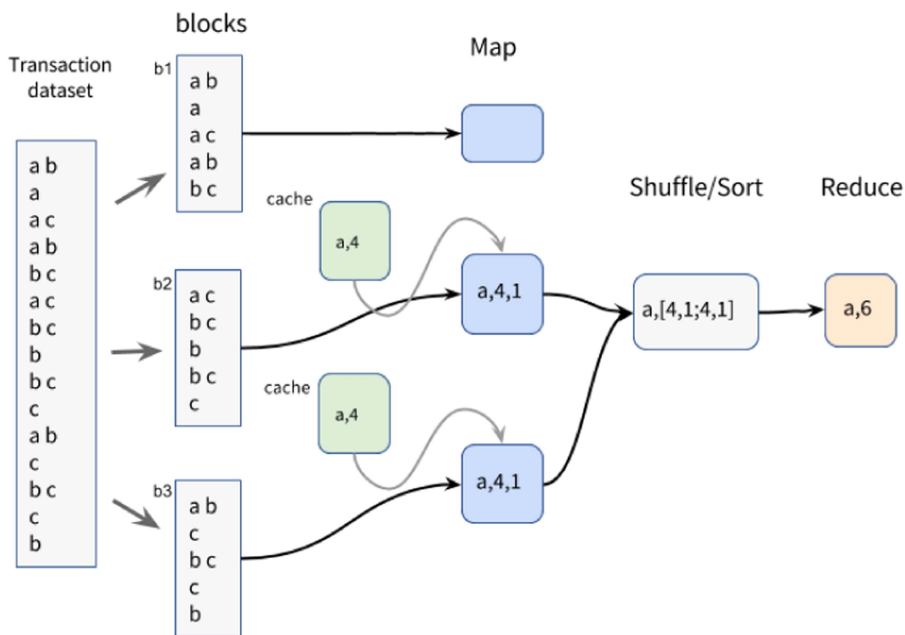 blocks
Map
Transaction
dataset
b1
a b
a
a c
a b
b c
a b
a
a c
a b
b c
a c
b c
b
b c
c
a b
c
b c
c
b
Shuffle/Sort
Reduce
cache
a,4
b2
a c
b c
b
b c
c
a,4,1
a,[4,1;4,1]
a,6
cache
a,4
a,4,1
b3
a b
c
b c
c
b